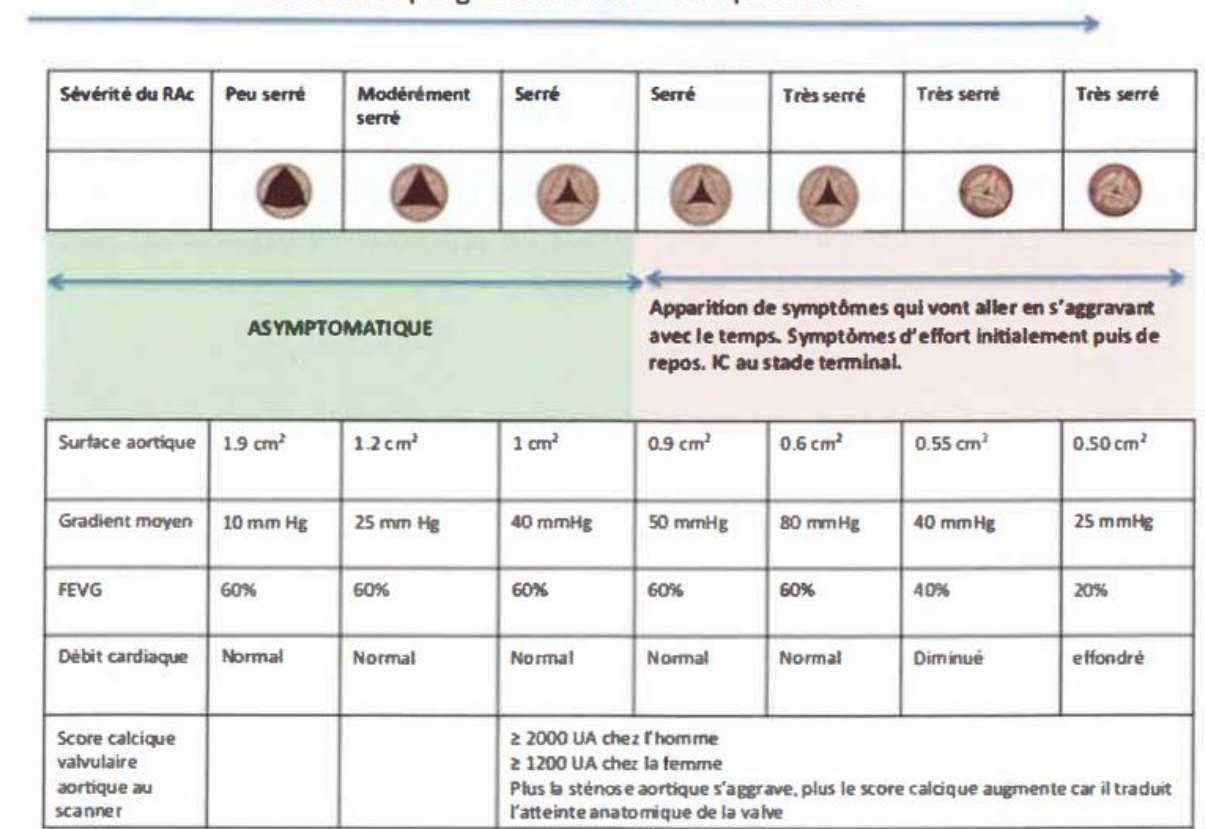 Sévérité du RAc Peu serré Modérément serré Serré Serré Très serré Très serré Très serré
ASYMPTOMATIQUE
Apparition de symptômes qui vont aller en s'aggravant
avec le temps. Symptômes d'effort initialement puis de
repos. IC au stade terminal.
Surface aortique 1.9 cm² 1.2 cm² 1 cm² 0.9 cm² 0.6 cm² 0.55 cm² 0.50 cm²
Gradient moyen 10 mm Hg 25 mm Hg 40 mmHg 50 mmHg 80 mmHg 40 mmHg 25 mmHg
FEVG 60% 60% 60% 60% 60% 40% 20%
Débit cardiaque Normal Normal Normal Normal Normal Diminué effondré
Score calcique
valvulaire
aortique au
scanner
≥ 2000 UA chez l'homme
≥ 1200 UA chez la femme
Plus la sténose aortique s'aggrave, plus le score calcique augmente car il traduit
l'atteinte anatomique de la valve